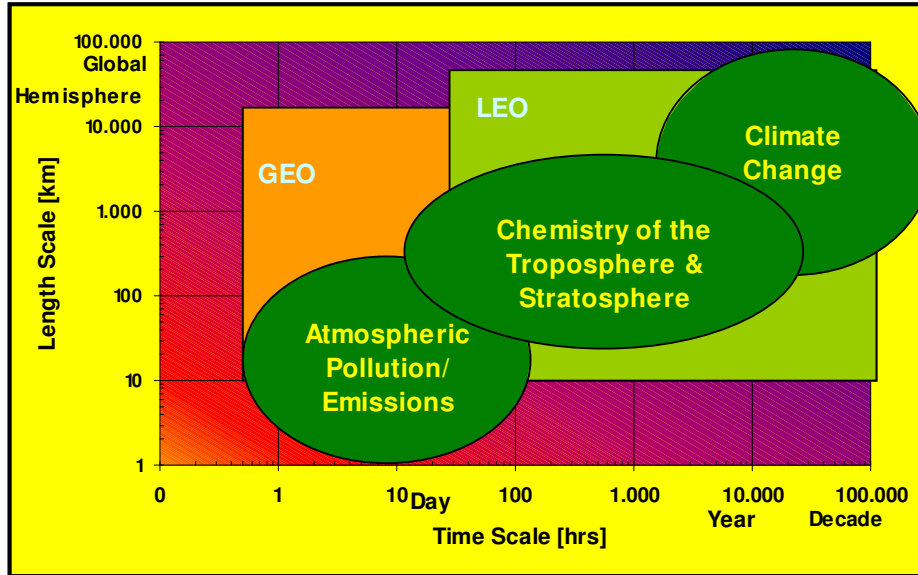 100.000
Global
Hemisphere
10.000
1.000
100
10
1
Length Scale [km]
LEO
GEO
Climate
Change
Chemistry of the
Troposphere &
Stratosphere
Atmospheric
Pollution/
Emissions
0 1 10 Day 100 1.000 10.000 100.000
Year Decade
Time Scale [hrs]